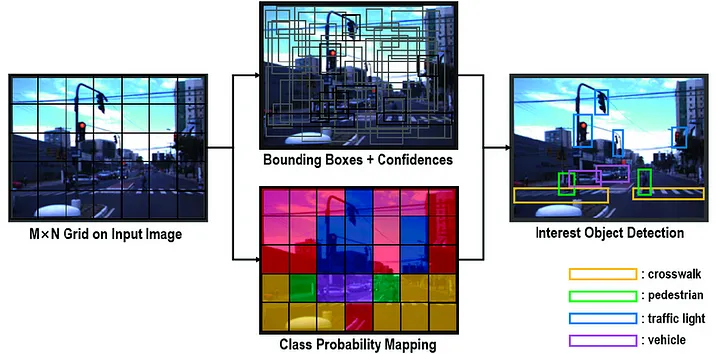 M×N Grid on Input Image
Bounding Boxes + Confidences
Class Probability Mapping
Interest Object Detection
: crosswalk
: pedestrian
: traffic light
: vehicle